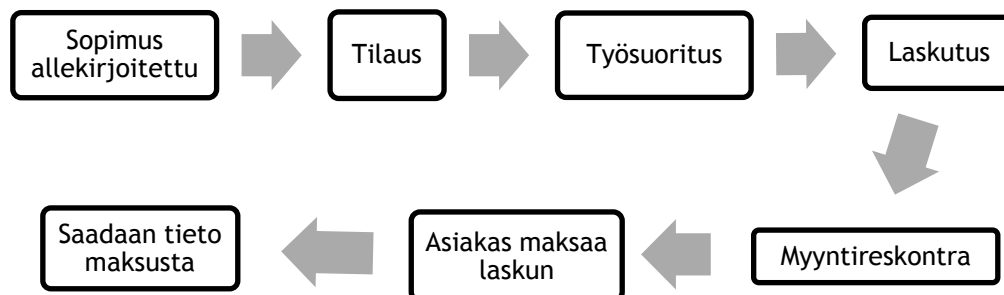 Sopimus
allekirjoitettu
Tilaus
Työsuoritus
Laskutus
Myyntireskontra
Asiakas maksaa
laskun
Saadaan tieto
maksusta